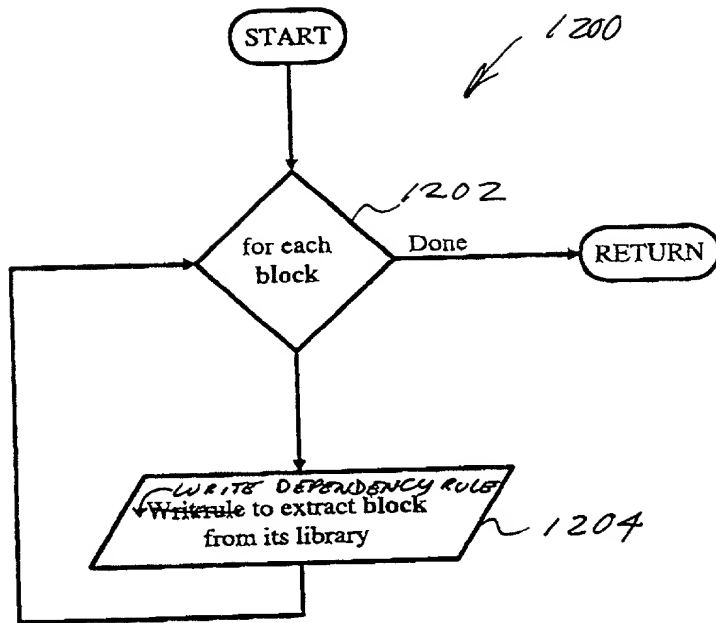 START
1200
1202
for each
block
Done
RETURN
WRITE DEPENDENCY RULE
Writrule to extract block
from its library
1204